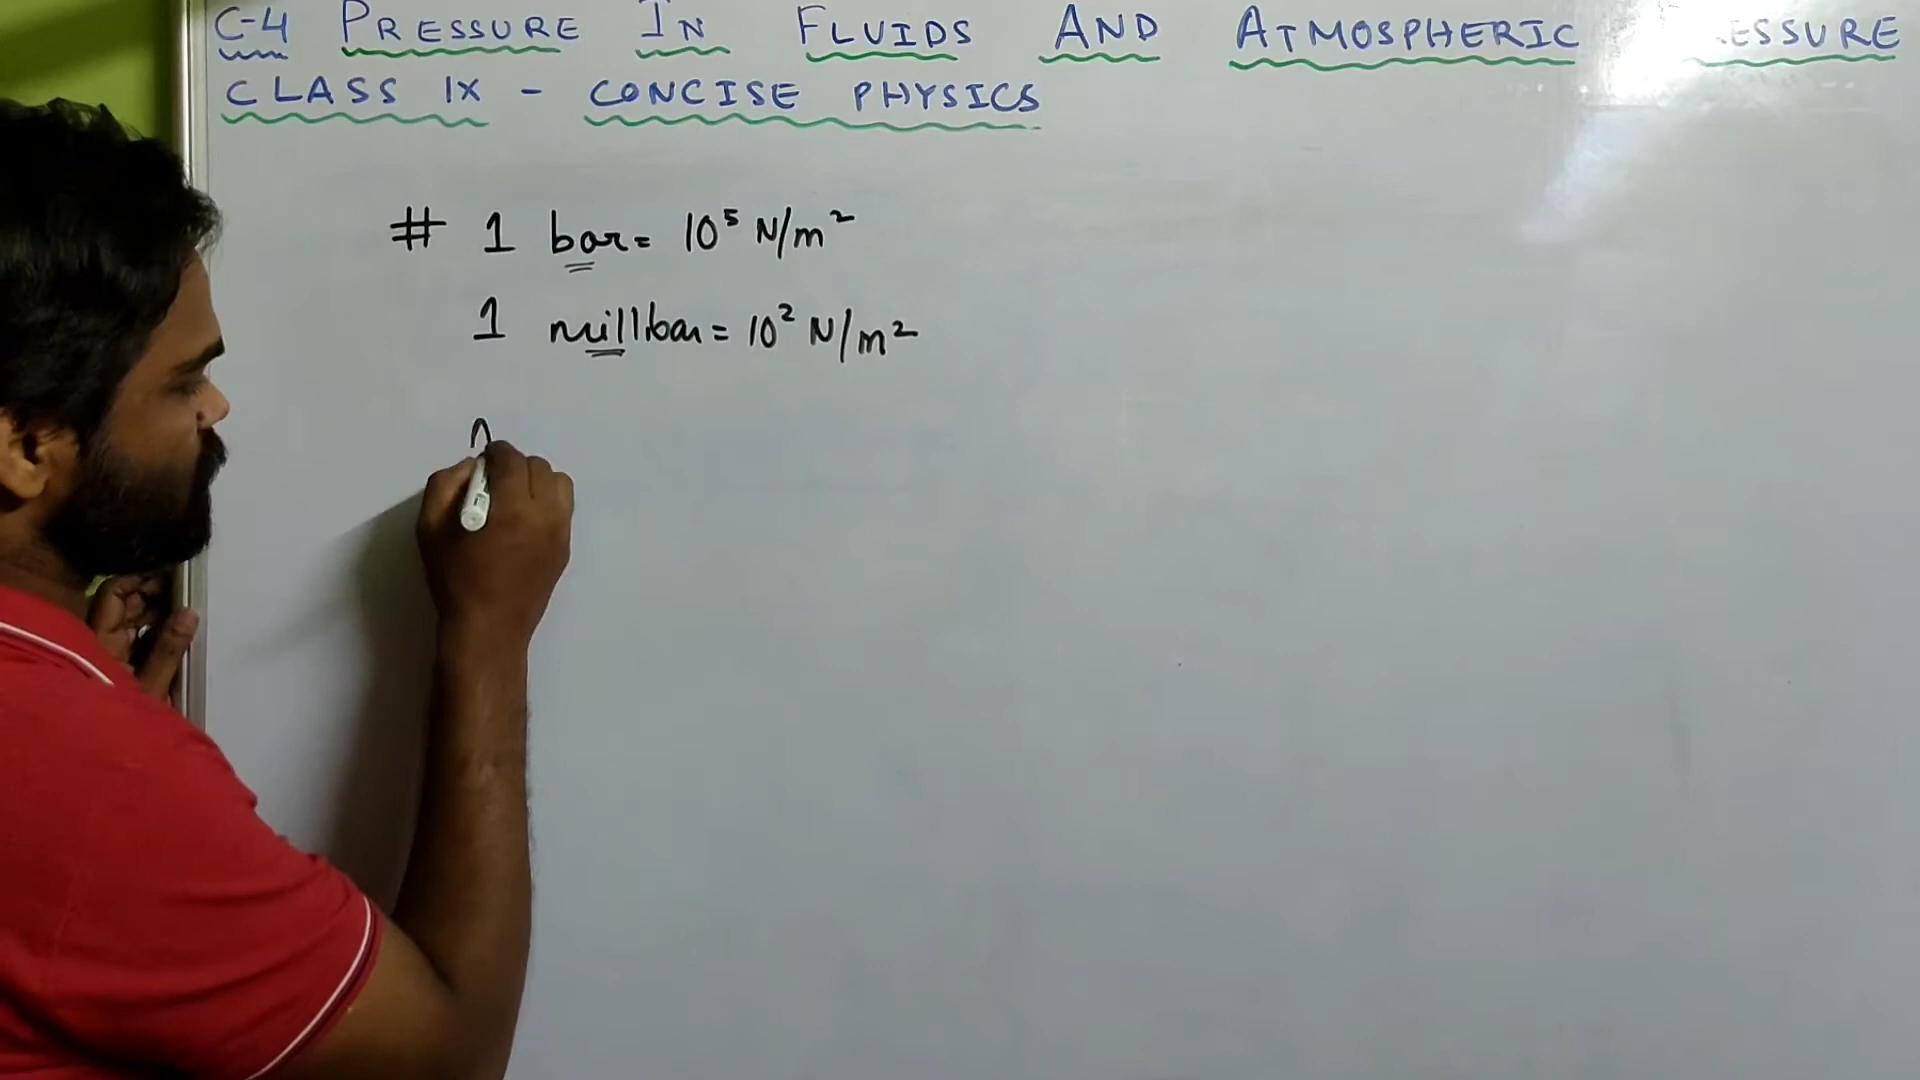 C-4 PRESSURE IN FLUIDS AND ATMOSPHERIC ESSURE
CLASS IX - CONCISE PHYSICS
# 1 bar = 10⁵ N/m²
1 millibar = 10² N/m²